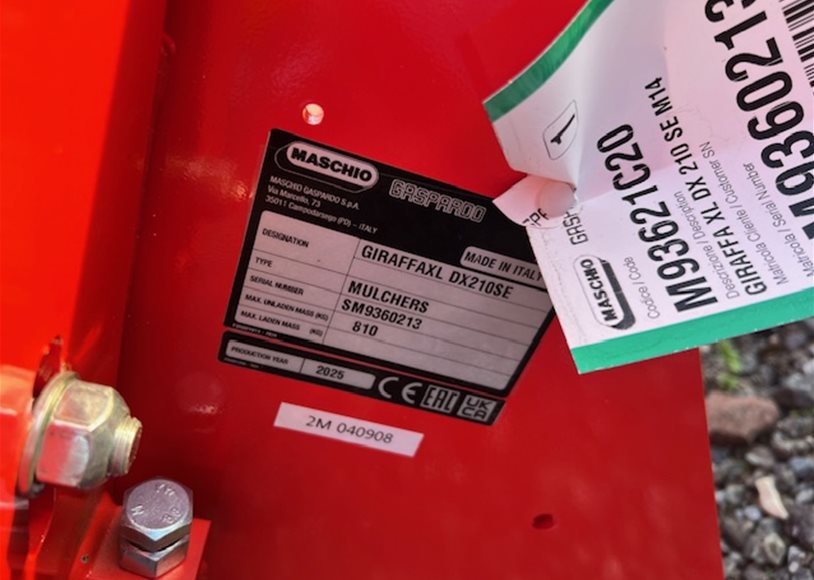 MASCHIO
GASPARDO
MASCHIO GASPARDO S.p.A.
Via Marcello, 73
35011 Campodarsego (PD) - ITALY
MADE IN ITALY
DESIGNATION GIRAFFAXL DX210SE
TYPE MULCHERS
SERIAL NUMBER SM9360213
MAX. UNLADEN MASS (KG) 810
MAX. LADEN MASS (KG)
PRODUCTION YEAR 2025
CE EAC UK CA
2M 040908
1
MASCHIO
Codice / Code
M93621C20
Descrizione / Description
GIRAFFA XL DX 210 SE M14
Matricola Cliente / Customer SN
Matricola / Serial Number